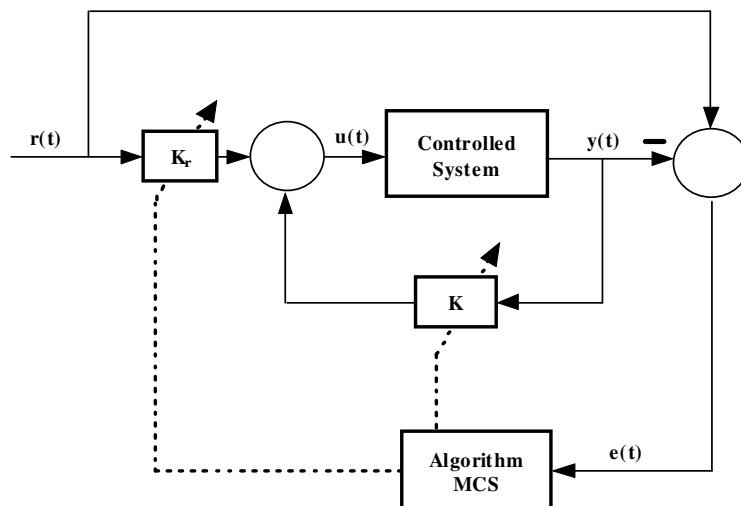 r(t)
Kr
u(t)
Controlled
System
y(t)
K
Algorithm
MCS
e(t)